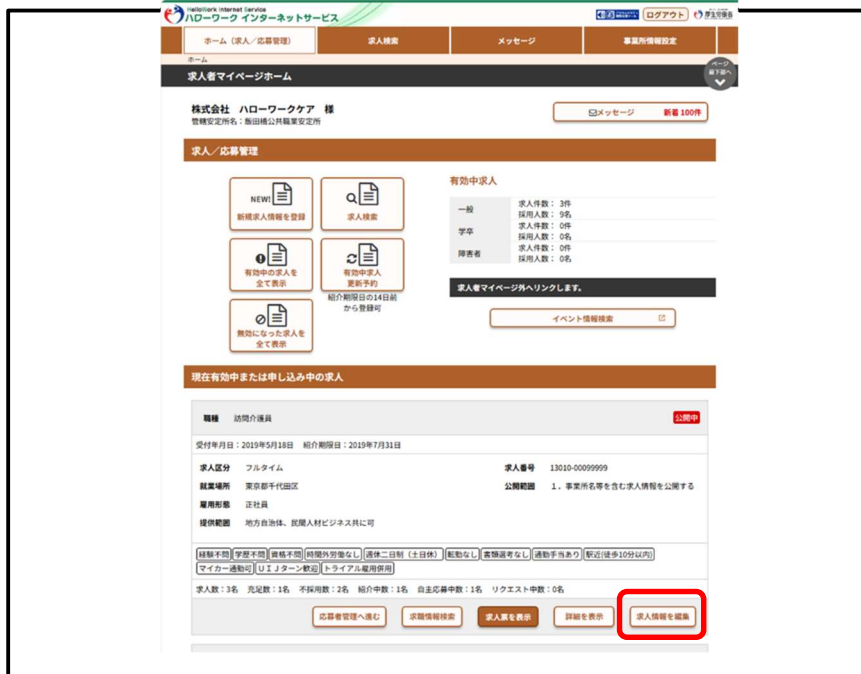 HelloWork Internet Service
ハローワーク インターネットサービス
ログアウト
厚生労働省
ホーム（求人／応募管理）
求人検索
メッセージ
事業所情報設定
ホーム
求人者マイページホーム
ページ
最下部へ
株式会社　ハローワークケア　様
管轄安定所名：飯田橋公共職業安定所
メッセージ　新着 100件
求人／応募管理
NEW!
新規求人情報を登録
求人検索
有効中の求人を
全て表示
有効中求人
更新予約
紹介期限日の14日前
から登録可
無効になった求人を
全て表示
有効中求人
一般
求人件数： 3件
採用人数： 9名
学卒
求人件数： 0件
採用人数： 0名
障害者
求人件数： 0件
採用人数： 0名
求人者マイページ外へリンクします。
イベント情報検索
現在有効中または申し込み中の求人
職種　訪問介護員
公開中
受付年月日：2019年5月18日　紹介期限日：2019年7月31日
求人区分　フルタイム
求人番号　13010-00099999
就業場所　東京都千代田区
公開範囲　１．事業所名等を含む求人情報を公開する
雇用形態　正社員
提供範囲　地方自治体、民間人材ビジネス共に可
経験不問 学歴不問 資格不問 時間外労働なし 週休二日制（土日休） 転勤なし 書類選考なし 通勤手当あり 駅近(徒歩10分以内)
マイカー通勤可 ＵＩＪターン歓迎 トライアル雇用併用
求人数：3名　充足数：1名　不採用数：2名　紹介中数：1名　自主応募中数：1名　リクエスト中数：0名
応募者管理へ進む
求職情報検索
求人票を表示
詳細を表示
求人情報を編集